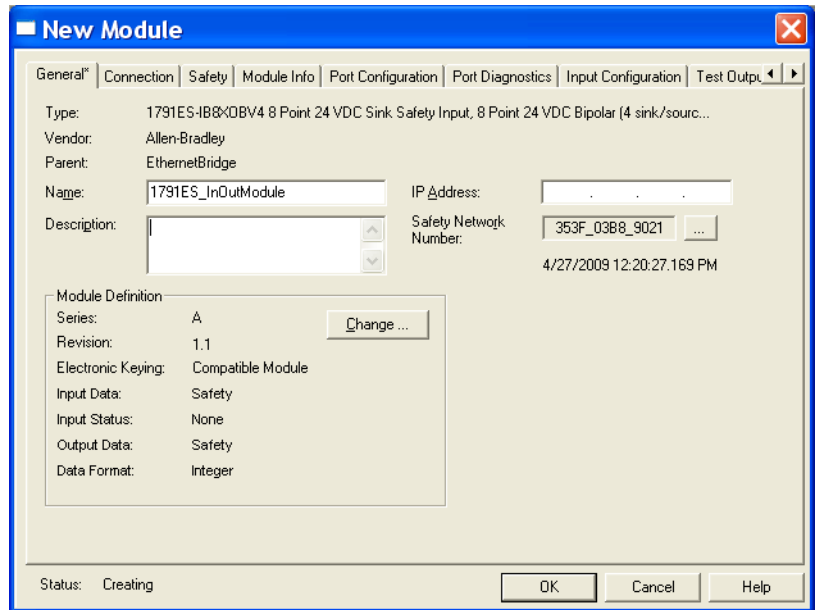 New Module
General* Connection Safety Module Info Port Configuration Port Diagnostics Input Configuration Test Outpu
Type: 1791ES-IB8XOBV4 8 Point 24 VDC Sink Safety Input, 8 Point 24 VDC Bipolar (4 sink/sourc...
Vendor: Allen-Bradley
Parent: EthernetBridge
Name: 1791ES_InOutModule IP Address: . . .
Description: Safety Network Number: 353F_03B8_9021 ...
4/27/2009 12:20:27.169 PM
Module Definition
Series: A Change ...
Revision: 1.1
Electronic Keying: Compatible Module
Input Data: Safety
Input Status: None
Output Data: Safety
Data Format: Integer
Status: Creating OK Cancel Help